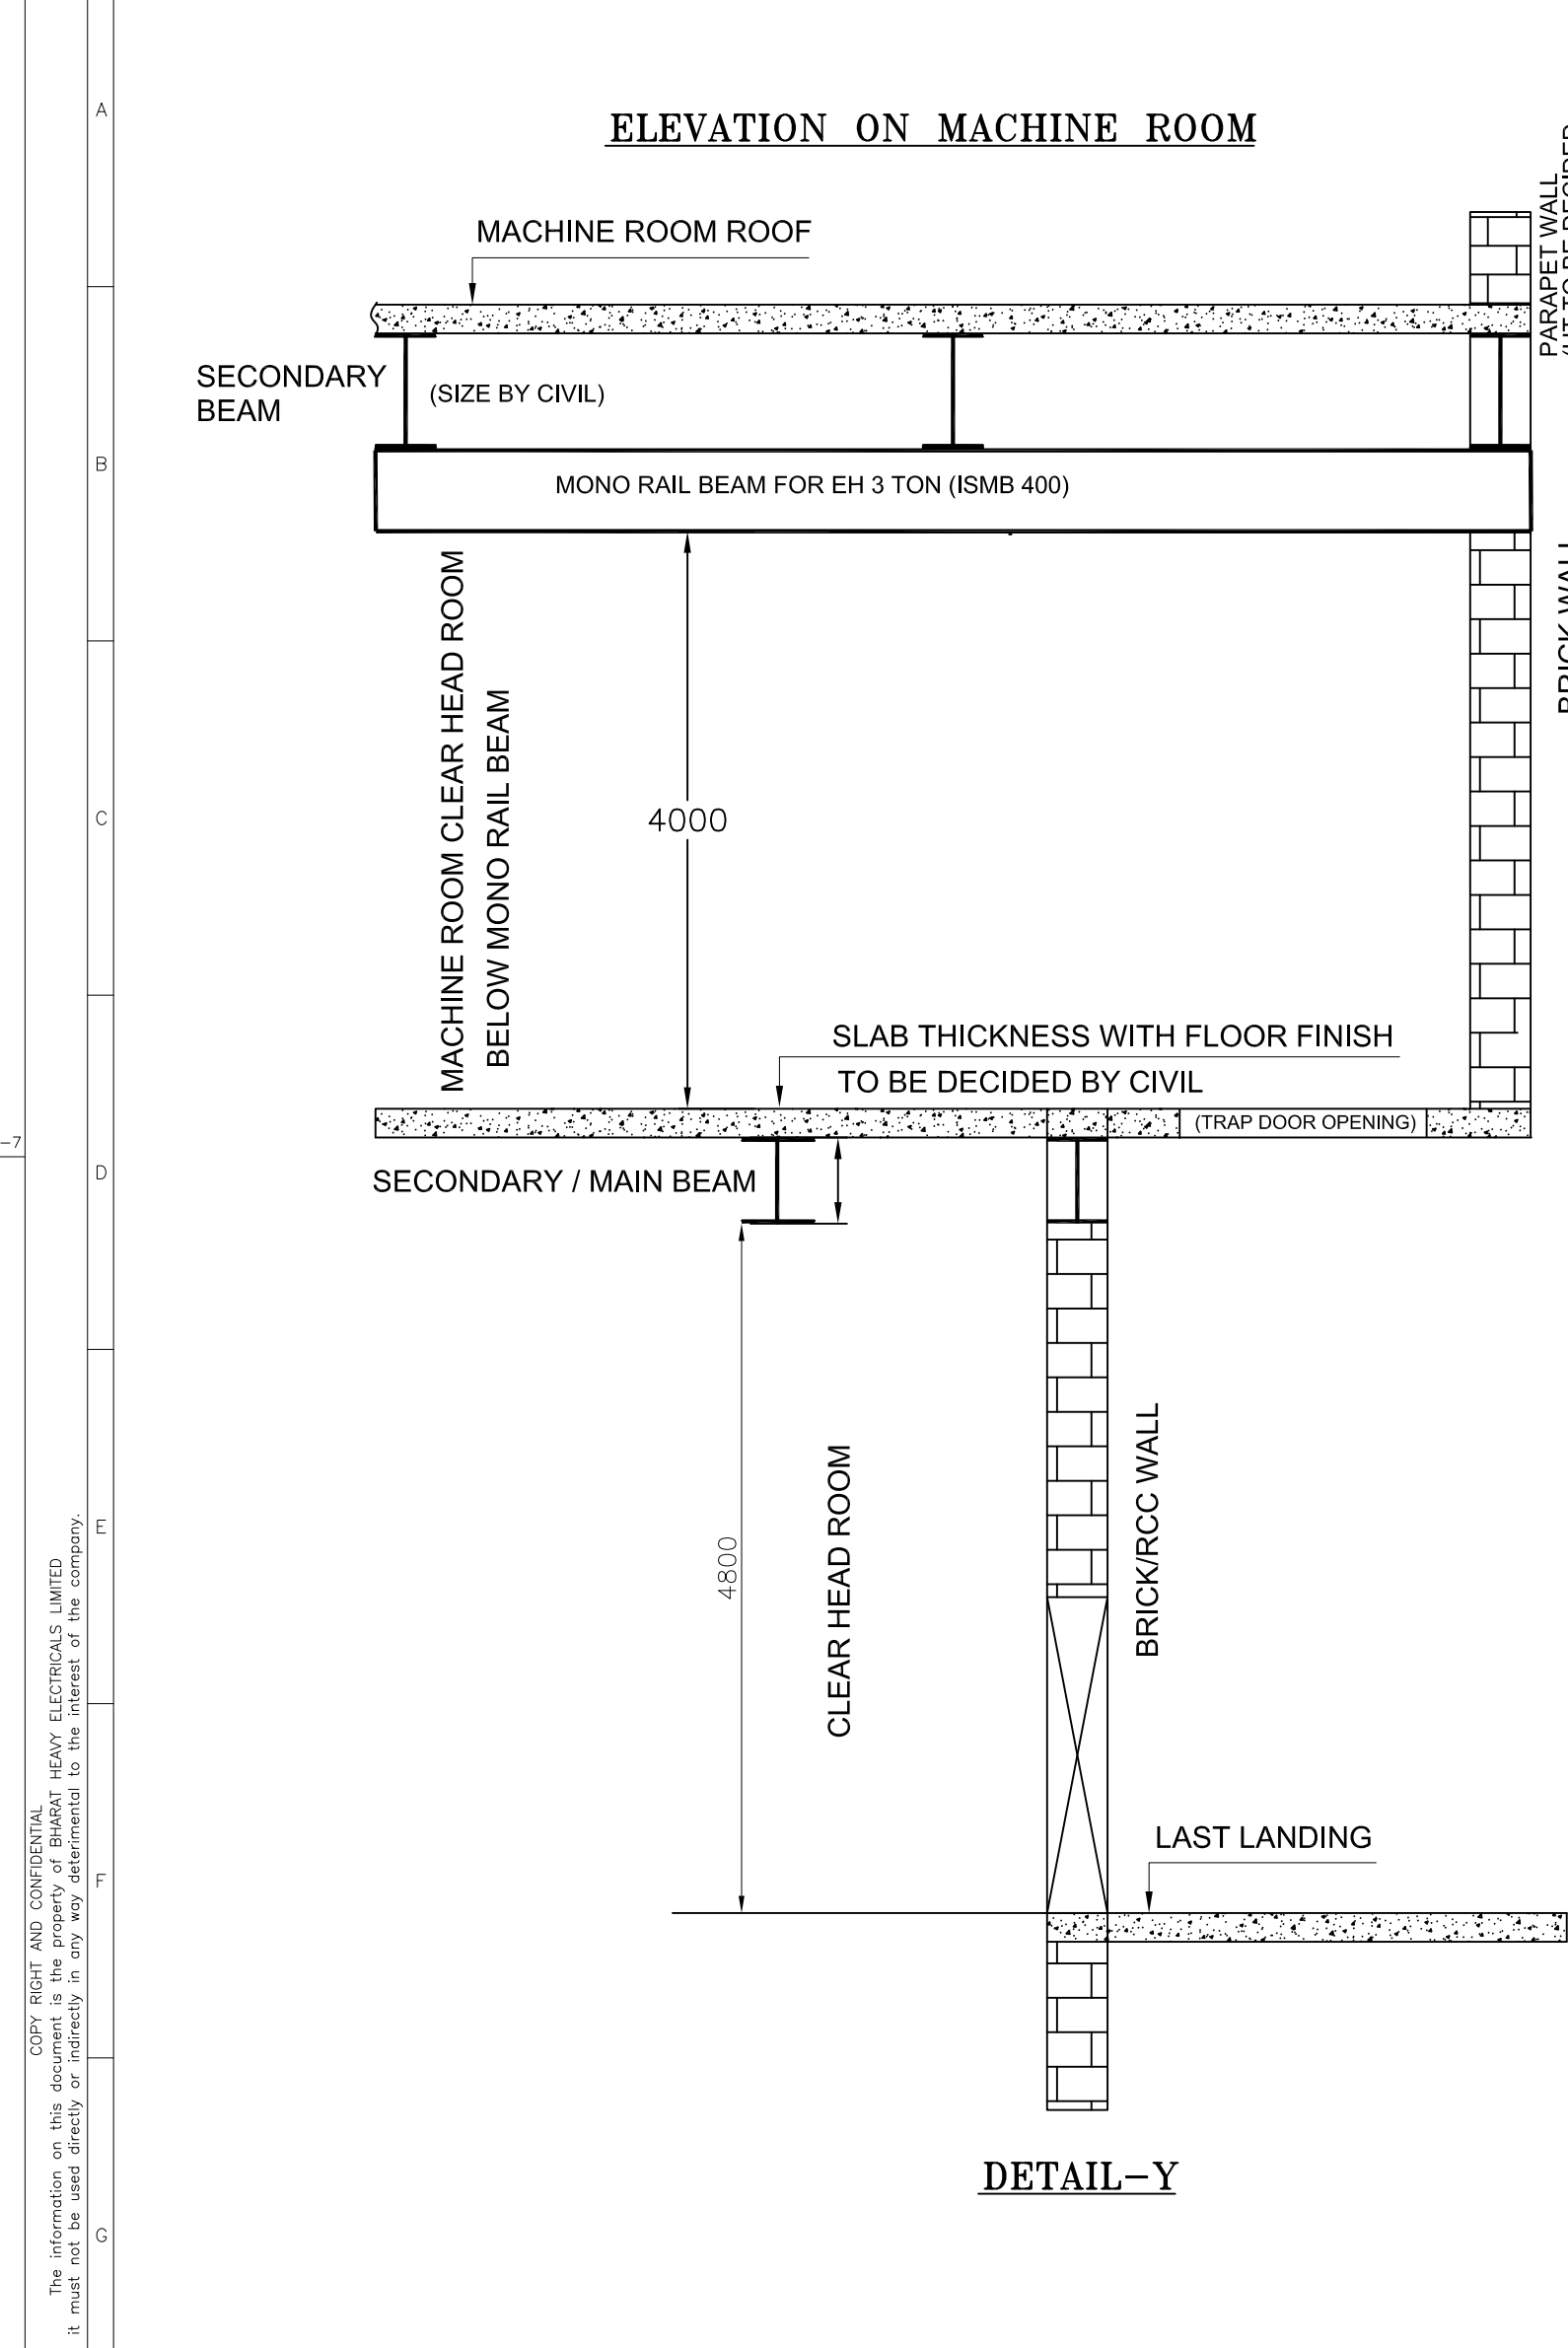 A
ELEVATION ON MACHINE ROOM
MACHINE ROOM ROOF
PARAPET WALL
SECONDARY
BEAM
(SIZE BY CIVIL)
B
MONO RAIL BEAM FOR EH 3 TON (ISMB 400)
MACHINE ROOM CLEAR HEAD ROOM
BELOW MONO RAIL BEAM
BRICK WALL
C
4000
SLAB THICKNESS WITH FLOOR FINISH
TO BE DECIDED BY CIVIL
(TRAP DOOR OPENING)
-7
D
SECONDARY / MAIN BEAM
4800
CLEAR HEAD ROOM
BRICK/RCC WALL
E
LAST LANDING
F
COPY RIGHT AND CONFIDENTIAL
The information on this document is the property of BHARAT HEAVY ELECTRICALS LIMITED
it must not be used directly or indirectly in any way deterimental to the interest of the company.
DETAIL-Y
G